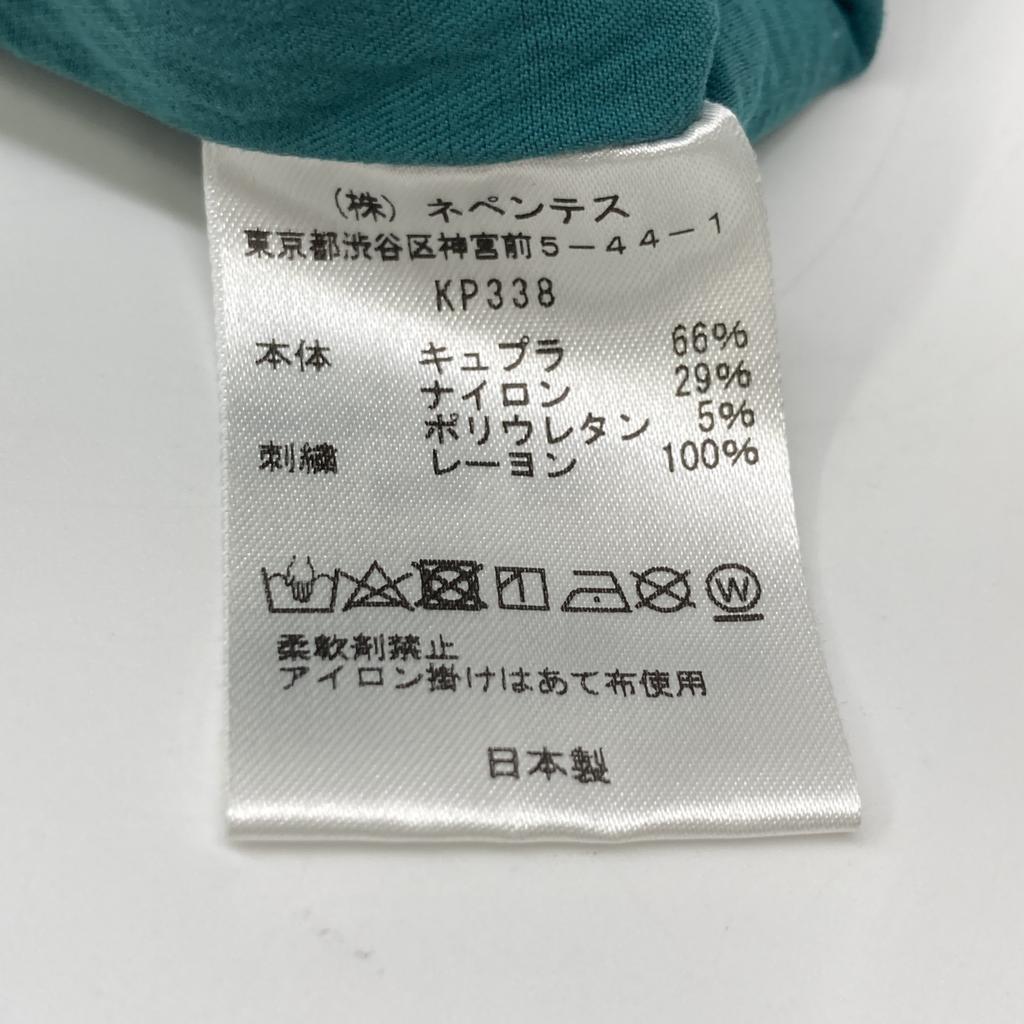 (株) ネペンテス
東京都渋谷区神宮前5-44-1
KP338
本体 キュプラ 66%
ナイロン 29%
ポリウレタン 5%
刺繍 レーヨン 100%
W
柔軟剤禁止
アイロン掛けはあて布使用
日本製